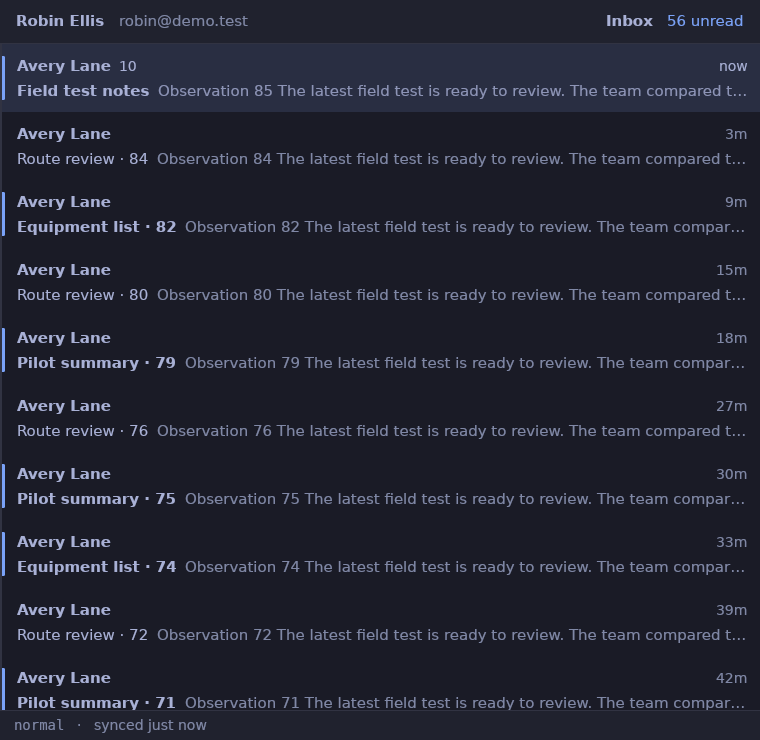 Robin Ellis robin@demo.test Inbox 56 unread
Avery Lane 10 now
Field test notes Observation 85 The latest field test is ready to review. The team compared t…
Avery Lane 3m
Route review · 84 Observation 84 The latest field test is ready to review. The team compared t…
Avery Lane 9m
Equipment list · 82 Observation 82 The latest field test is ready to review. The team compar…
Avery Lane 15m
Route review · 80 Observation 80 The latest field test is ready to review. The team compared t…
Avery Lane 18m
Pilot summary · 79 Observation 79 The latest field test is ready to review. The team compar…
Avery Lane 27m
Route review · 76 Observation 76 The latest field test is ready to review. The team compared t…
Avery Lane 30m
Pilot summary · 75 Observation 75 The latest field test is ready to review. The team compar…
Avery Lane 33m
Equipment list · 74 Observation 74 The latest field test is ready to review. The team compar…
Avery Lane 39m
Route review · 72 Observation 72 The latest field test is ready to review. The team compared t…
Avery Lane 42m
Pilot summary · 71 Observation 71 The latest field test is ready to review. The team compar…
normal · synced just now